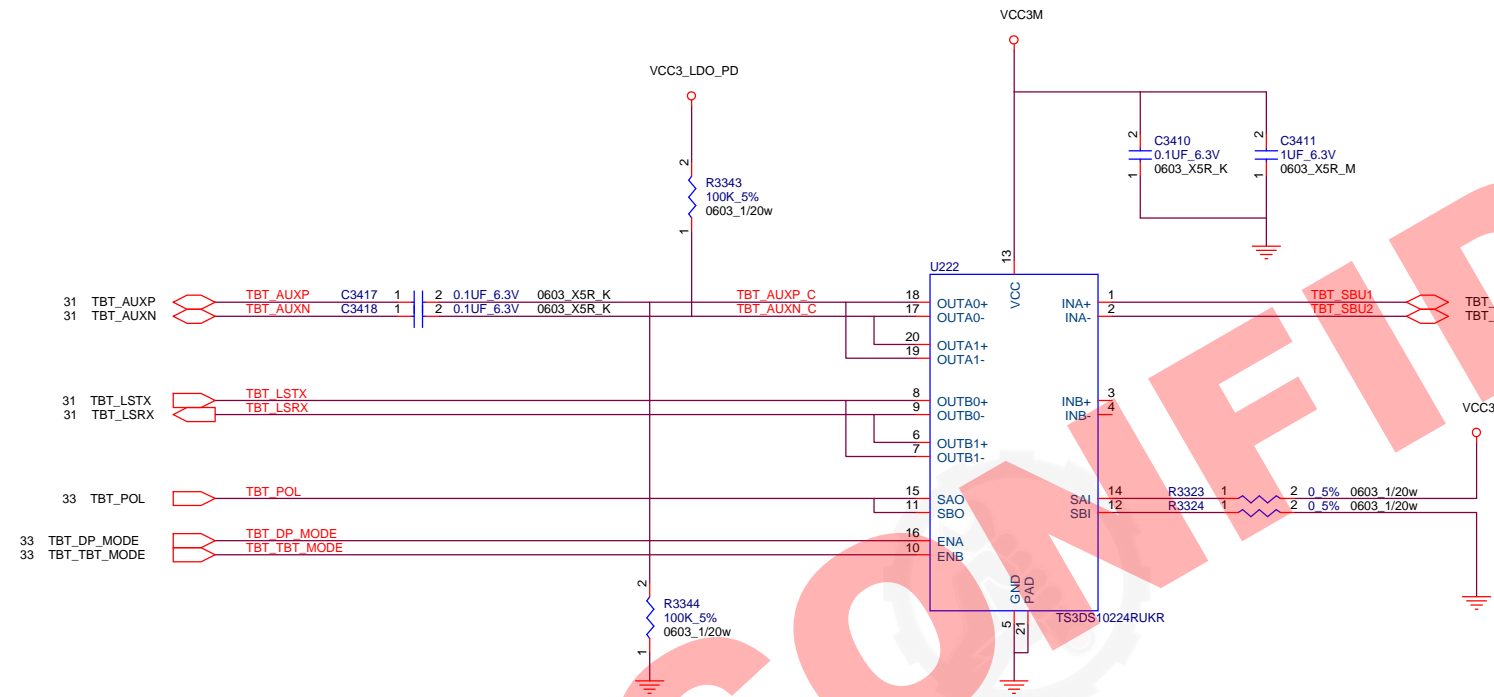 VCC3M
VCC3_LDO_PD
2
C3410
0.1UF_6.3V
0603_X5R_K
1
2
C3411
1UF_6.3V
0603_X5R_M
1
2
R3343
100K_5%
0603_1/20w
1
U222
13
VCC
31 TBT_AUXP TBT_AUXP C3417 1 2 0.1UF_6.3V 0603_X5R_K TBT_AUXP_C 18 OUTA0+ INA+ 1 TBT_SBU1 TBT_
31 TBT_AUXN TBT_AUXN C3418 1 2 0.1UF_6.3V 0603_X5R_K TBT_AUXN_C 17 OUTA0- INA- 2 TBT_SBU2 TBT_
20 OUTA1+
19 OUTA1-
31 TBT_LSTX TBT_LSTX 8 OUTB0+ INB+ 3
31 TBT_LSRX TBT_LSRX 9 OUTB0- INB- 4
VCC3
6 OUTB1+
7 OUTB1-
33 TBT_POL TBT_POL 15 SAO SAI 14 R3323 1 2 0_5% 0603_1/20w
11 SBO SBI 12 R3324 1 2 0_5% 0603_1/20w
33 TBT_DP_MODE TBT_DP_MODE 16 ENA
33 TBT_TBT_MODE TBT_TBT_MODE 10 ENB
2
R3344
100K_5%
0603_1/20w
1
GND
PAD
5
21
TS3DS10224RUKR
CONFID